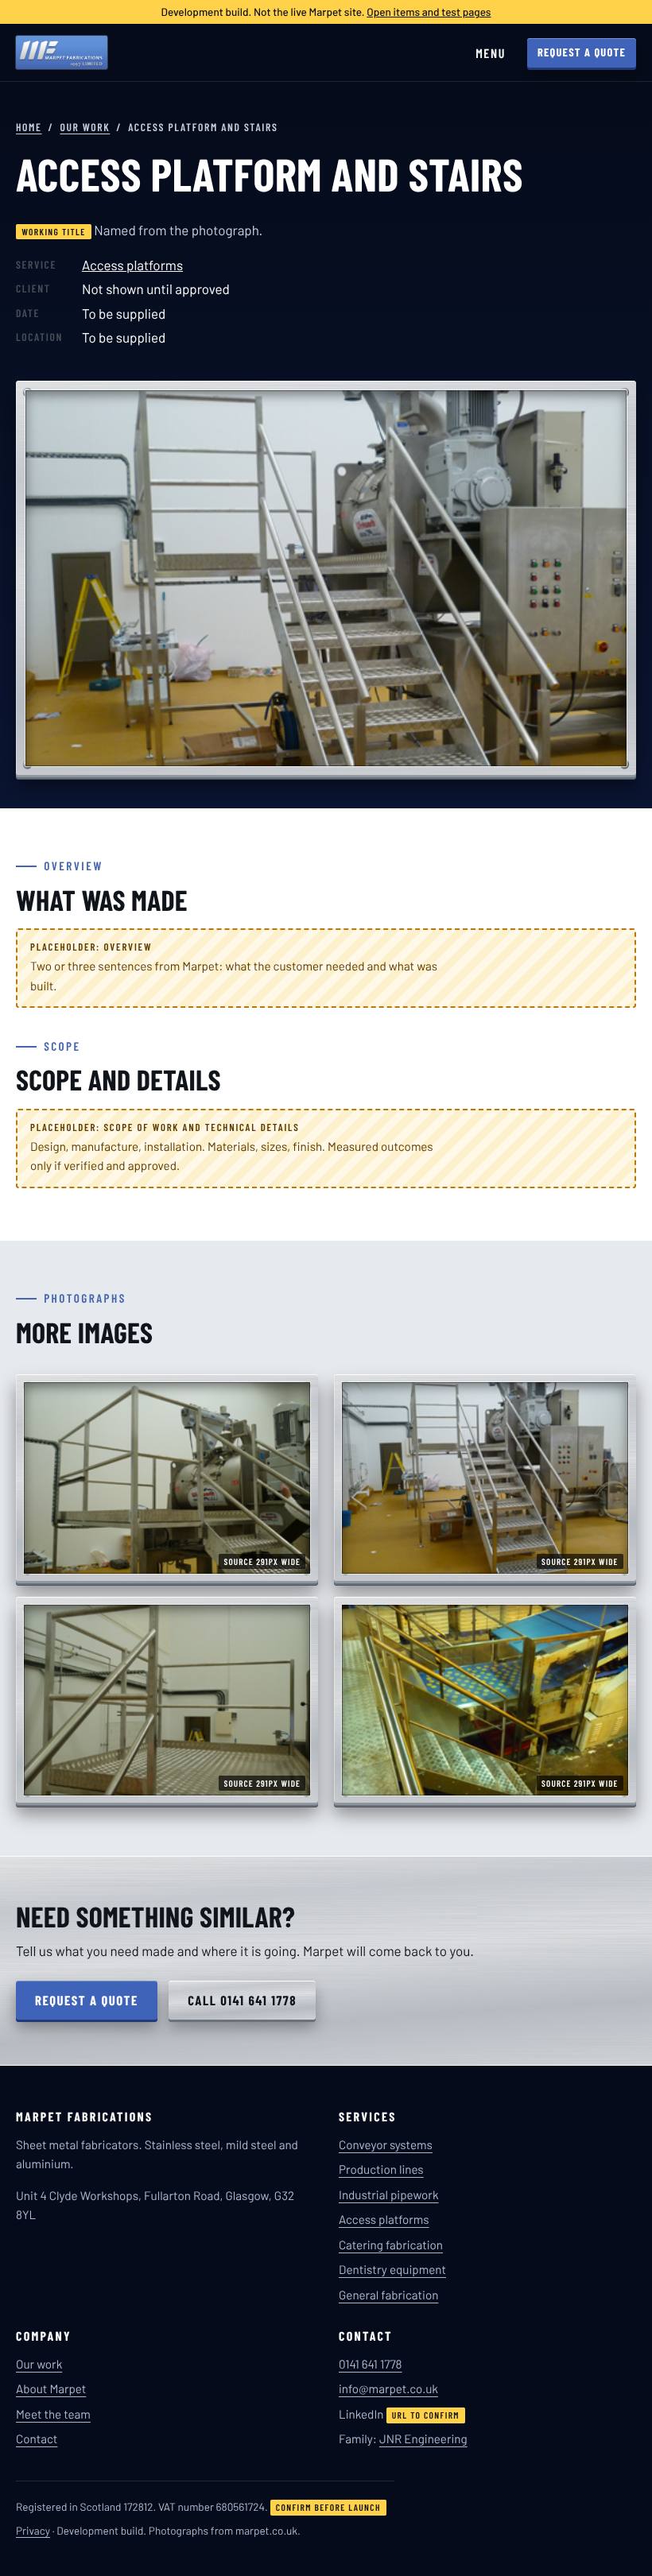 Development build. Not the live Marpet site. Open items and test pages
MF MARPET FABRICATIONS
MENU
REQUEST A QUOTE
HOME / OUR WORK / ACCESS PLATFORM AND STAIRS
ACCESS PLATFORM AND STAIRS
WORKING TITLE Named from the photograph.
SERVICE Access platforms
CLIENT Not shown until approved
DATE To be supplied
LOCATION To be supplied
OVERVIEW
WHAT WAS MADE
PLACEHOLDER: OVERVIEW
Two or three sentences from Marpet: what the customer needed and what was
built.
SCOPE
SCOPE AND DETAILS
PLACEHOLDER: SCOPE OF WORK AND TECHNICAL DETAILS
Design, manufacture, installation. Materials, sizes, finish. Measured outcomes
only if verified and approved.
PHOTOGRAPHS
MORE IMAGES
SOURCE 291PX WIDE
SOURCE 291PX WIDE
SOURCE 291PX WIDE
SOURCE 291PX WIDE
NEED SOMETHING SIMILAR?
Tell us what you need made and where it is going. Marpet will come back to you.
REQUEST A QUOTE
CALL 0141 641 1778
MARPET FABRICATIONS
Sheet metal fabricators. Stainless steel, mild steel and
aluminium.
Unit 4 Clyde Workshops, Fullarton Road, Glasgow, G32
8YL
SERVICES
Conveyor systems
Production lines
Industrial pipework
Access platforms
Catering fabrication
Dentistry equipment
General fabrication
COMPANY
Our work
About Marpet
Meet the team
Contact
CONTACT
0141 641 1778
info@marpet.co.uk
LinkedIn URL TO CONFIRM
Family: JNR Engineering
Registered in Scotland 172812. VAT number 680561724. CONFIRM BEFORE LAUNCH
Privacy · Development build. Photographs from marpet.co.uk.